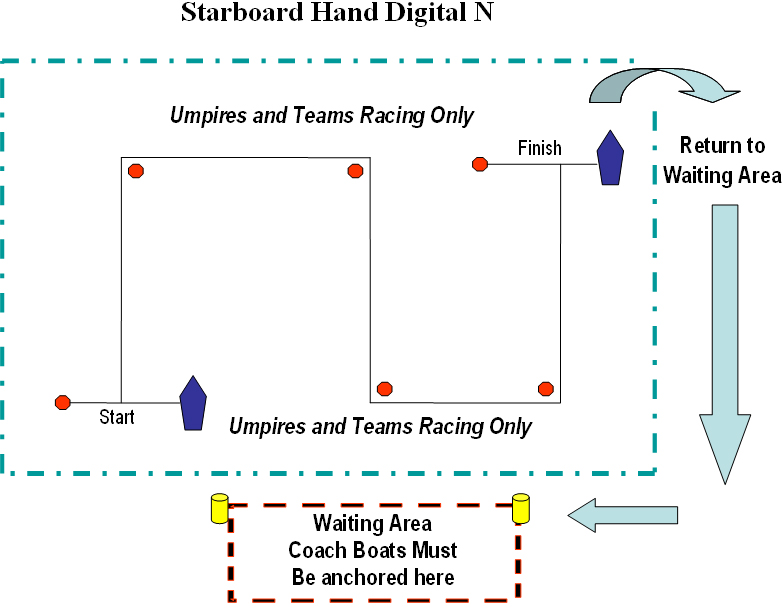 Starboard Hand Digital N
Umpires and Teams Racing Only
Finish
Return to
Waiting Area
Start
Umpires and Teams Racing Only
Waiting Area
Coach Boats Must
Be anchored here